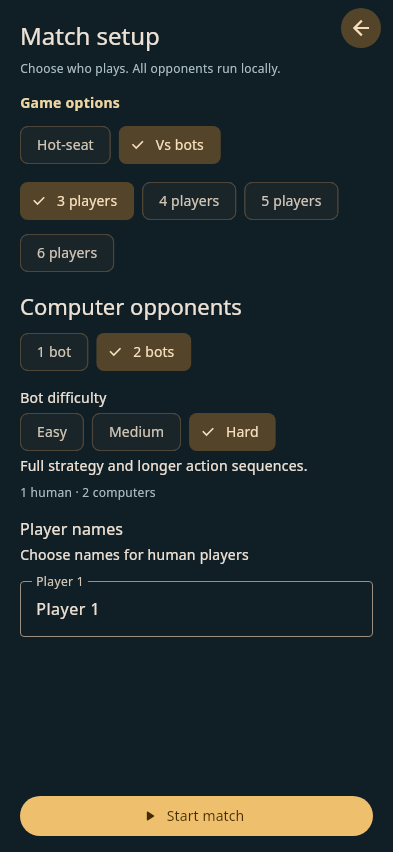 Match setup
Choose who plays. All opponents run locally.
Game options
Hot-seat Vs bots
3 players 4 players 5 players
6 players
Computer opponents
1 bot 2 bots
Bot difficulty
Easy Medium Hard
Full strategy and longer action sequences.
1 human · 2 computers
Player names
Choose names for human players
Player 1
Player 1
Start match